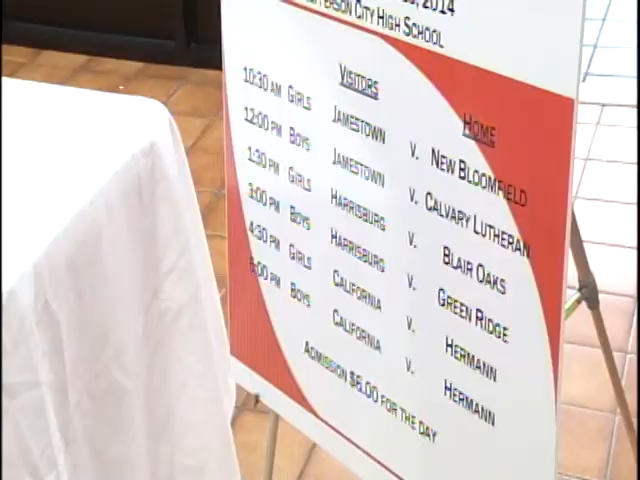 , 2014
JEFFERSON CITY HIGH SCHOOL
VISITORS HOME
10:30 AM GIRLS JAMESTOWN V. NEW BLOOMFIELD
12:00 PM BOYS JAMESTOWN V. CALVARY LUTHERAN
1:30 PM GIRLS HARRISBURG V. BLAIR OAKS
3:00 PM BOYS HARRISBURG V. GREEN RIDGE
4:30 PM GIRLS CALIFORNIA V. HERMANN
6:00 PM BOYS CALIFORNIA V. HERMANN
ADMISSION $6.00 FOR THE DAY